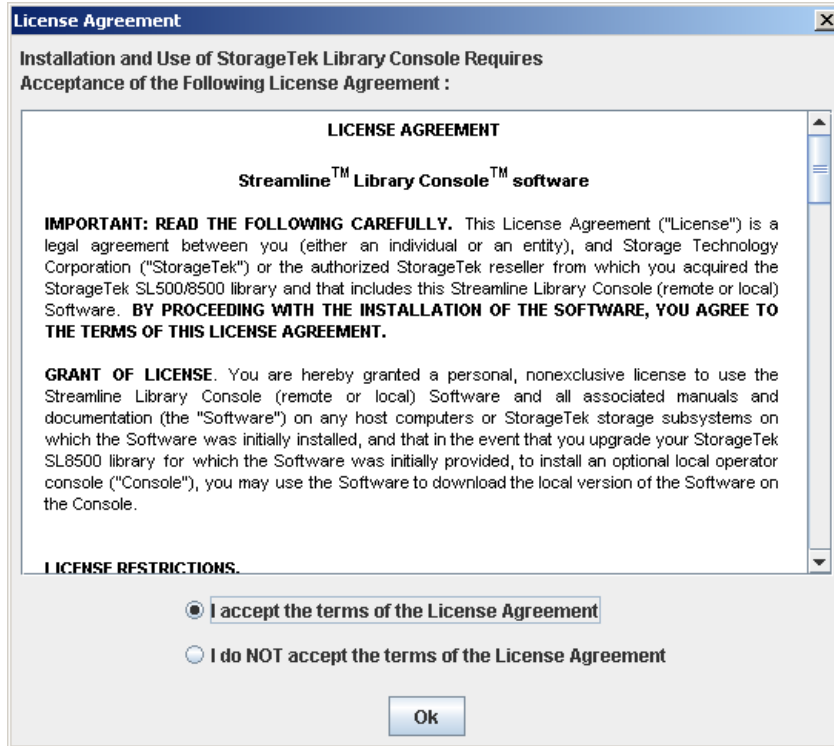 License Agreement
Installation and Use of StorageTek Library Console Requires
Acceptance of the Following License Agreement :
LICENSE AGREEMENT
Streamline™ Library Console™ software
IMPORTANT: READ THE FOLLOWING CAREFULLY. This License Agreement ("License") is a
legal agreement between you (either an individual or an entity), and Storage Technology
Corporation ("StorageTek") or the authorized StorageTek reseller from which you acquired the
StorageTek SL500/8500 library and that includes this Streamline Library Console (remote or local)
Software. BY PROCEEDING WITH THE INSTALLATION OF THE SOFTWARE, YOU AGREE TO
THE TERMS OF THIS LICENSE AGREEMENT.
GRANT OF LICENSE. You are hereby granted a personal, nonexclusive license to use the
Streamline Library Console (remote or local) Software and all associated manuals and
documentation (the "Software") on any host computers or StorageTek storage subsystems on
which the Software was initially installed, and that in the event that you upgrade your StorageTek
SL8500 library for which the Software was initially provided, to install an optional local operator
console ("Console"), you may use the Software to download the local version of the Software on
the Console.
LICENSE RESTRICTIONS.
I accept the terms of the License Agreement
I do NOT accept the terms of the License Agreement
Ok